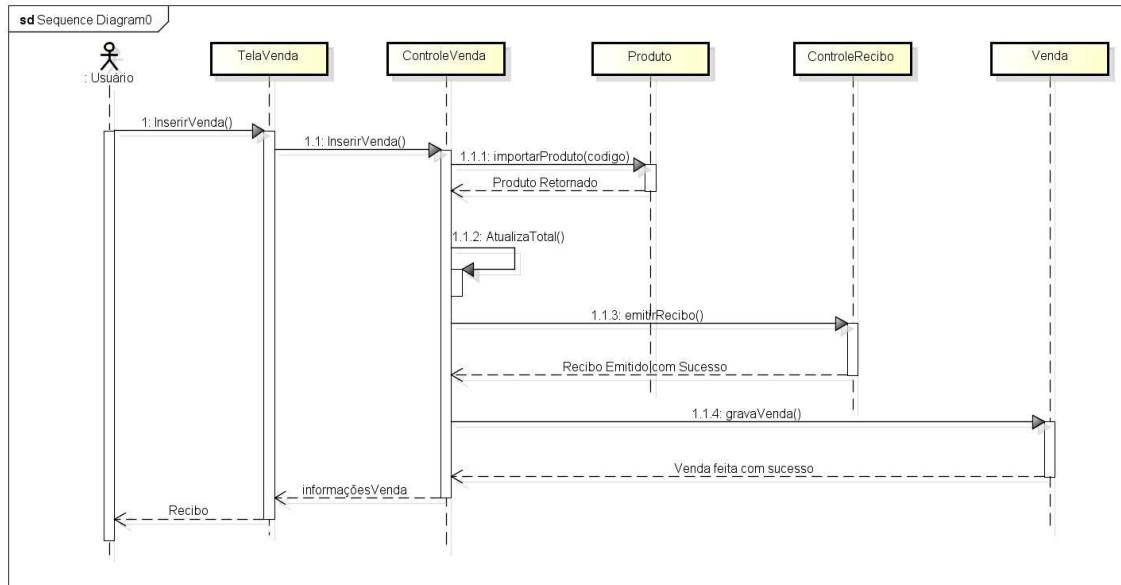 sd Sequence Diagram0
: Usuário
TelaVenda
ControleVenda
Produto
ControleRecibo
Venda
1: InserirVenda()
1.1: InserirVenda()
1.1.1: importarProduto(codigo)
Produto Retornado
1.1.2: AtualizaTotal()
1.1.3: emitirRecibo()
Recibo Emitido com Sucesso
1.1.4: gravaVenda()
Venda feita com sucesso
informaçõesVenda
Recibo